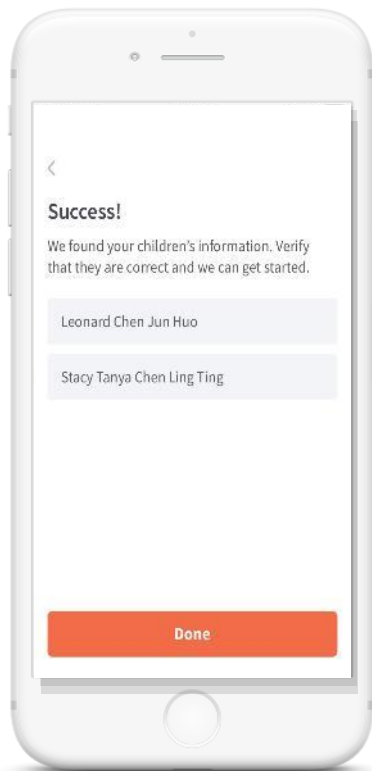 Success!
We found your children's information. Verify
that they are correct and we can get started.
Leonard Chen Jun Huo
Stacy Tanya Chen Ling Ting
Done